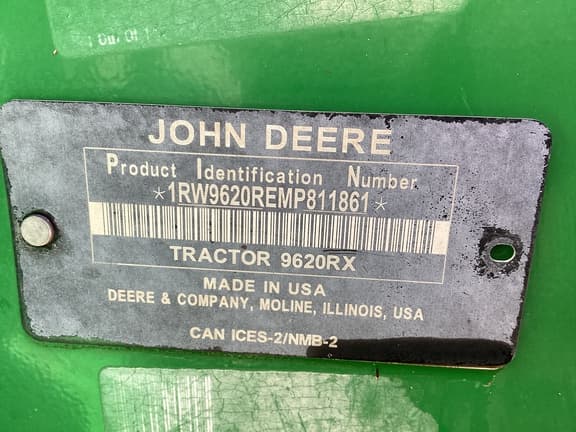 JOHN DEERE
Product Identification Number
*1RW9620REMP811861*
TRACTOR 9620RX
MADE IN USA
DEERE & COMPANY, MOLINE, ILLINOIS, USA
CAN ICES-2/NMB-2